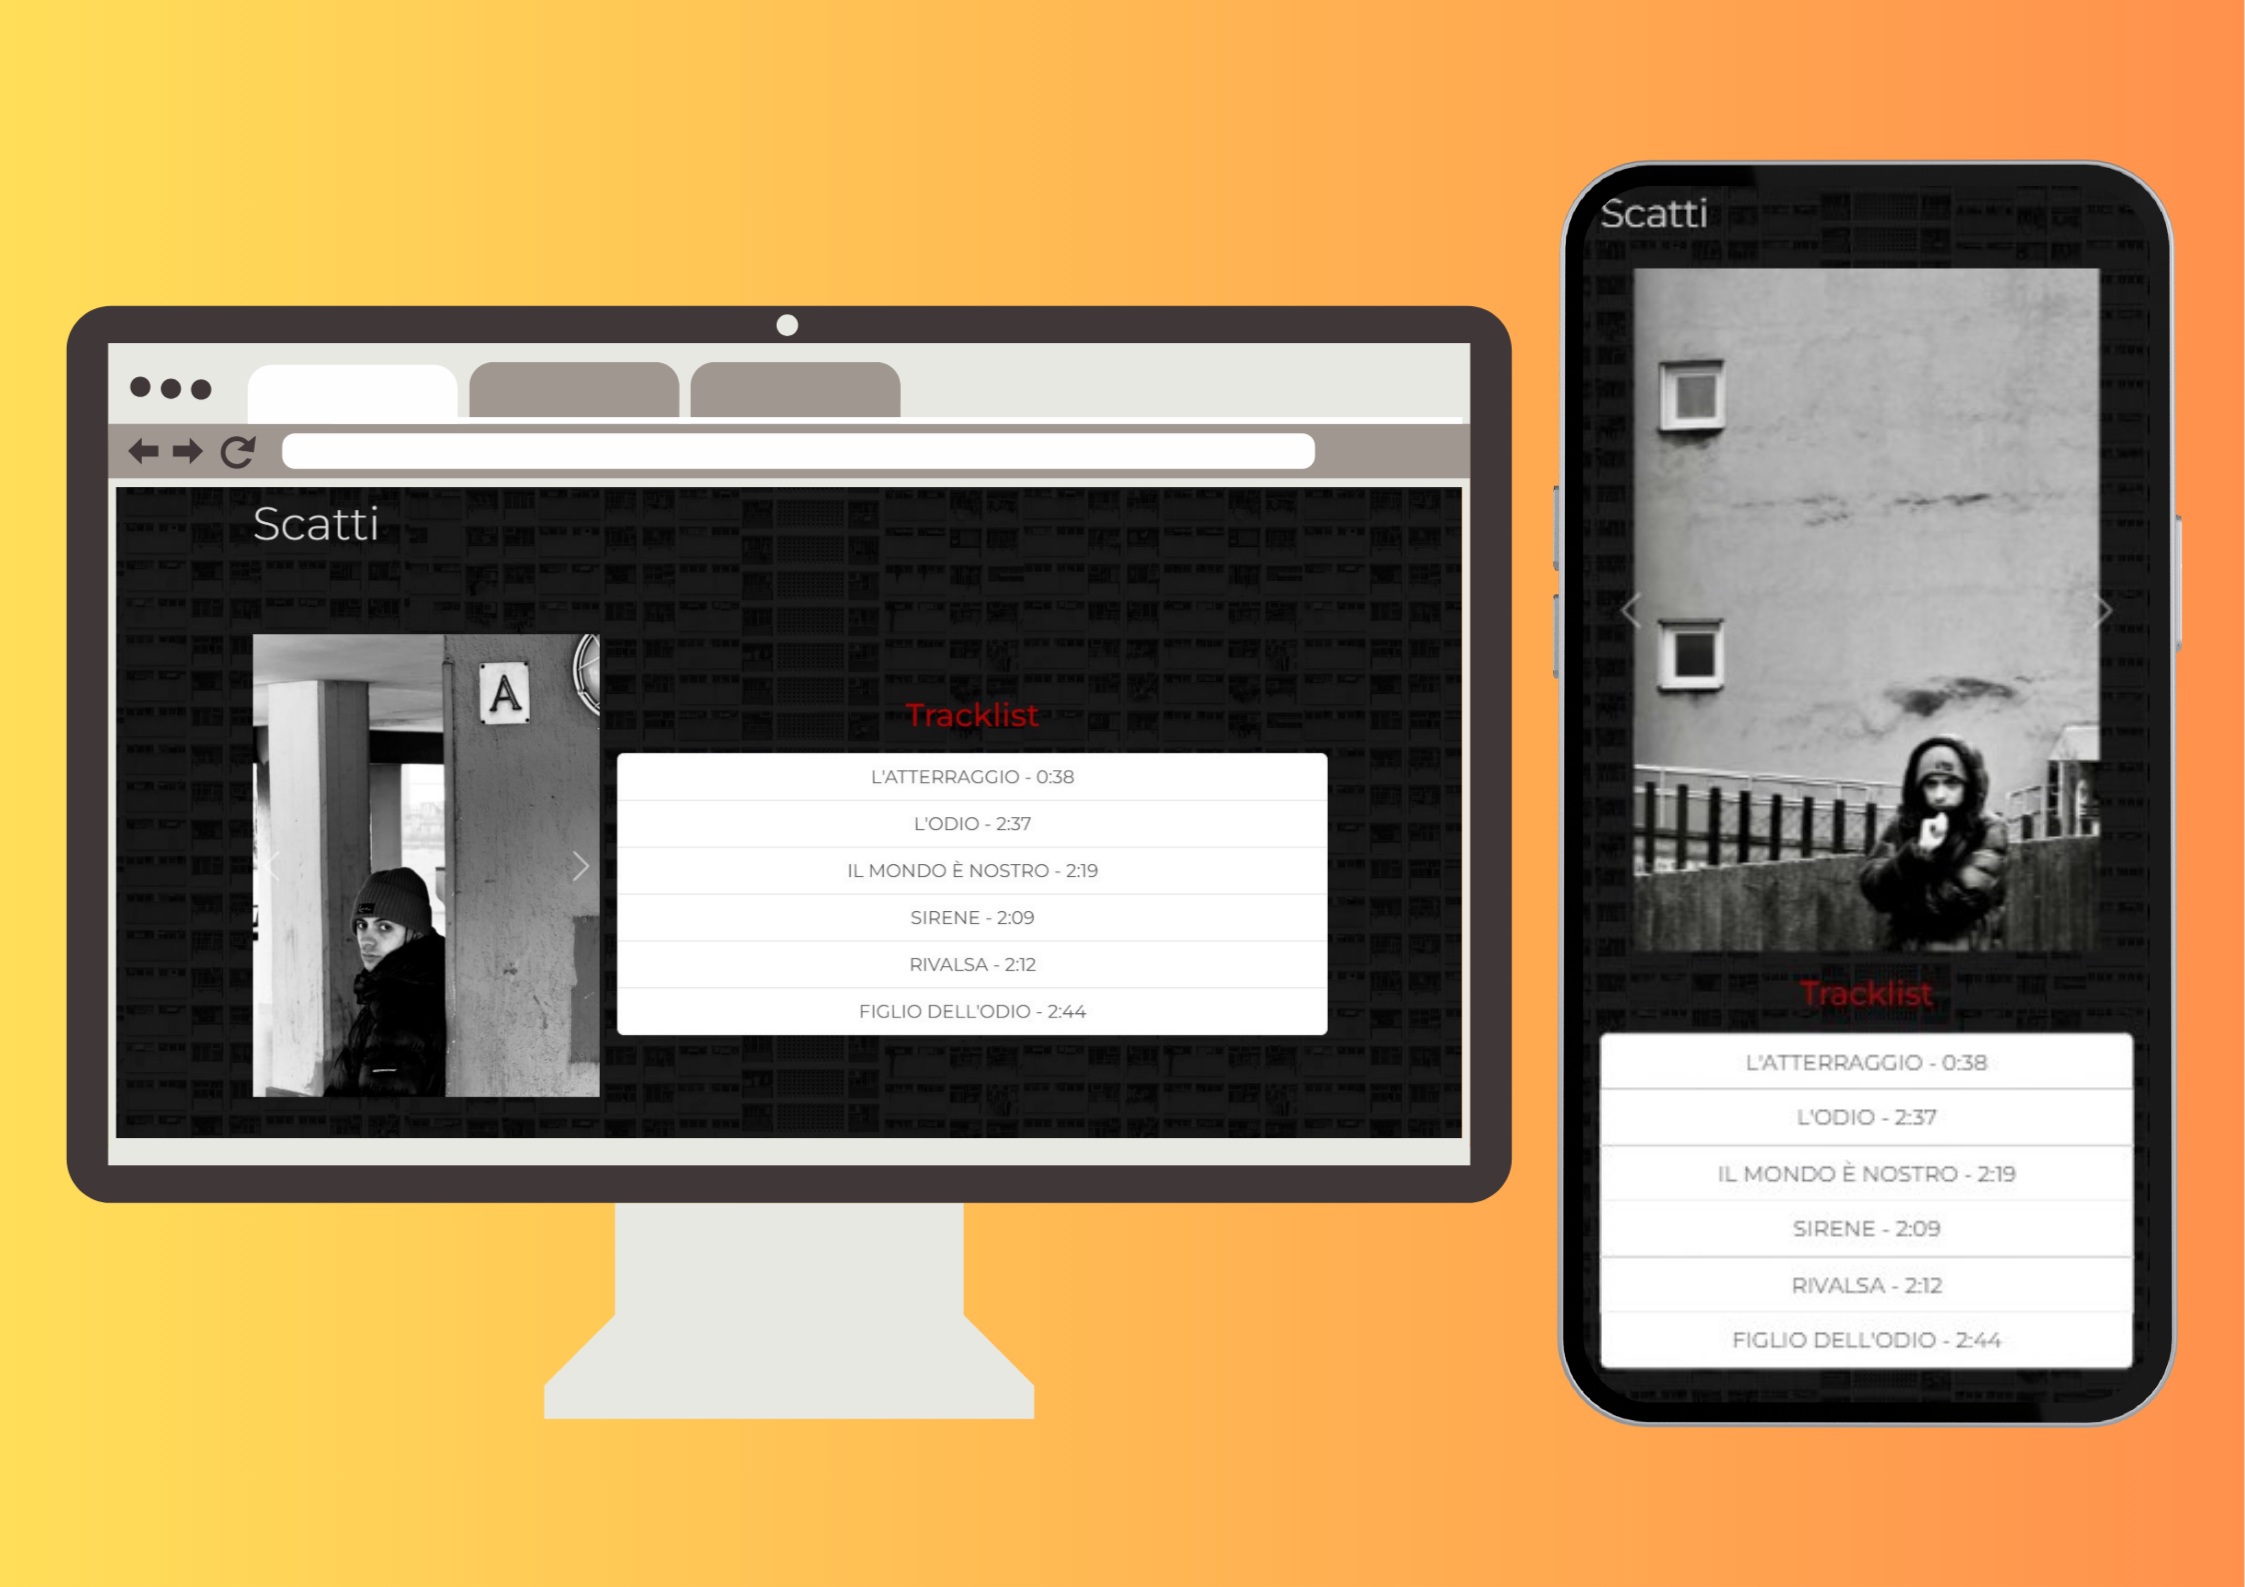 Scatti
A
Tracklist
L'ATTERRAGGIO - 0:38
L'ODIO - 2:37
IL MONDO È NOSTRO - 2:19
SIRENE - 2:09
RIVALSA - 2:12
FIGLIO DELL'ODIO - 2:44
Scatti
Tracklist
L'ATTERRAGGIO - 0:38
L'ODIO - 2:37
IL MONDO È NOSTRO - 2:19
SIRENE - 2:09
RIVALSA - 2:12
FIGLIO DELL'ODIO - 2:44